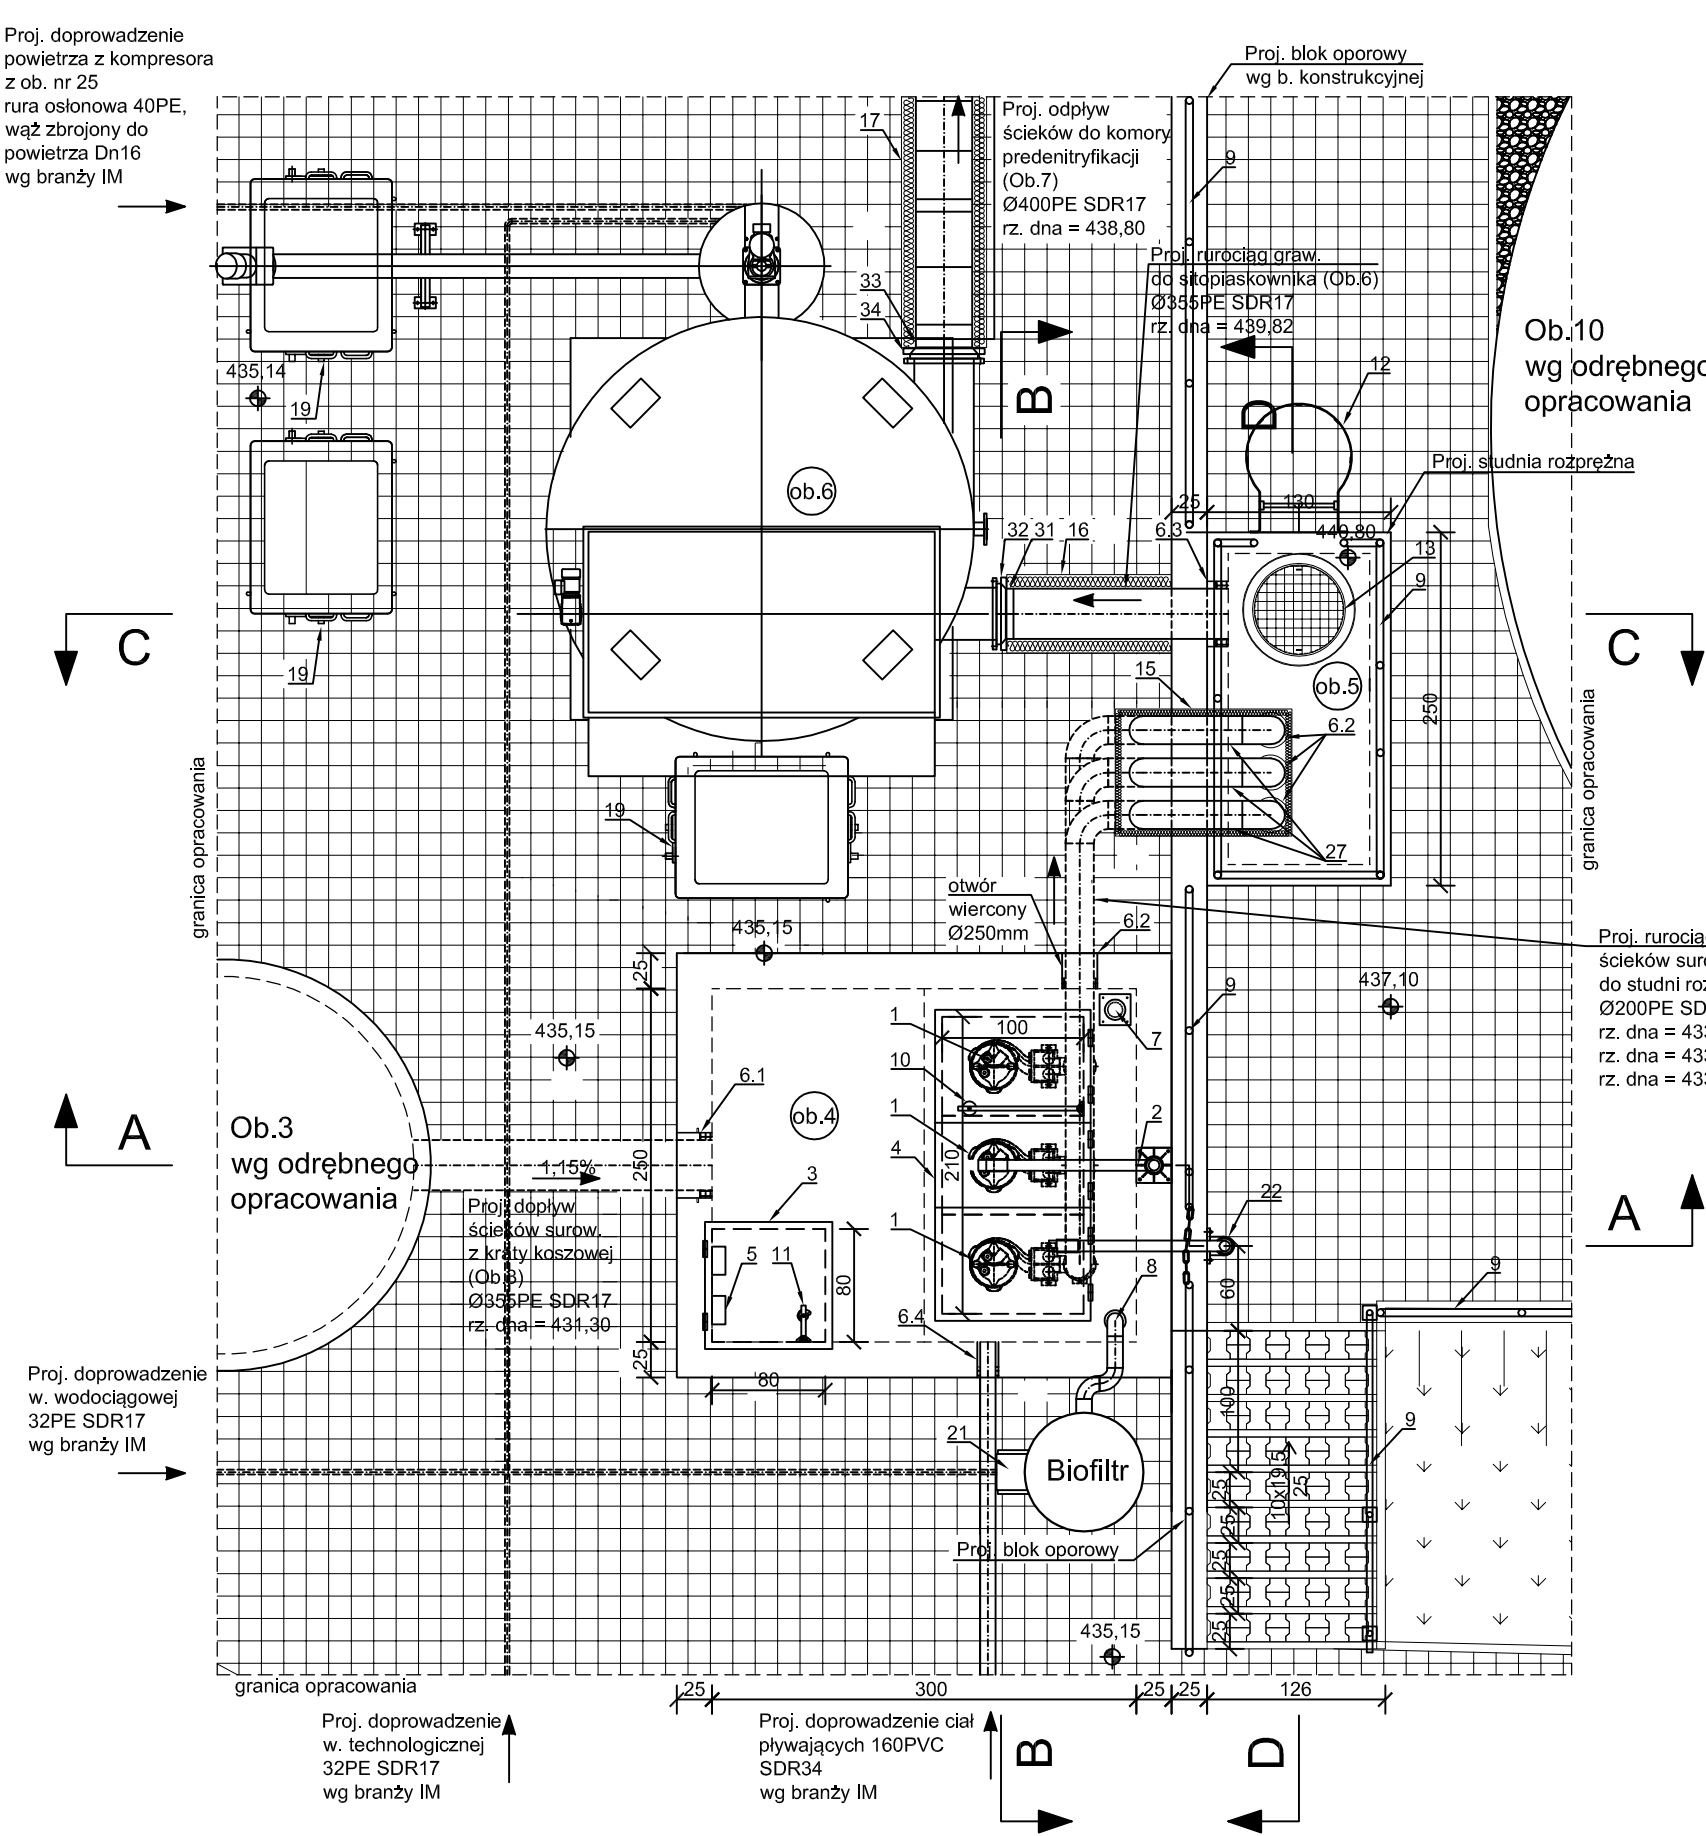 Proj. doprowadzenie
powietrza z kompresora
z ob. nr 25
rura osłonowa 40PE,
wąż zbrojony do
powietrza Dn16
wg branży IM
Proj. blok oporowy
wg b. konstrukcyjnej
Proj. odpływ
ścieków do komory
predenitryfikacji
(Ob.7)
Ø400PE SDR17
rz. dna = 438,80
17
9
Proj. rurociąg graw.
do sitopiaskownika (Ob.6)
Ø355PE SDR17
rz. dna = 439,82
33
34
Ob.10
wg odrębnego
opracowania
435,14
19
B
D
12
Proj. studnia rozprężna
ob.6
25
130
440,80
32
31
16
6.3
13
9
C
C
19
15
ob.5
250
6.2
granica opracowania
granica opracowania
19
27
otwór
wiercony
Ø250mm
6.2
435,15
25
Proj. rurocią
ścieków sur
do studni ro
Ø200PE SD
rz. dna = 43
rz. dna = 43
rz. dna = 43
437,10
9
435,15
1
100
7
10
6.1
ob.4
1
2
A
Ob.3
wg odrębnego
opracowania
1,15%
250
4
210
3
22
A
Proj. dopływ
ścieków surow.
z kraty koszowej
(Ob.3)
Ø355PE SDR17
rz. dna = 431,30
1
5
11
80
8
60
9
6.4
25
80
Proj. doprowadzenie
w. wodociągowej
32PE SDR17
wg branży IM
100
9
21
Biofiltr
10x19,5
25
25
25
25
25
25
Proj. blok oporowy
435,15
granica opracowania
25
300
25
25
126
Proj. doprowadzenie
w. technologicznej
32PE SDR17
wg branży IM
Proj. doprowadzenie ciał
pływających 160PVC
SDR34
wg branży IM
B
D